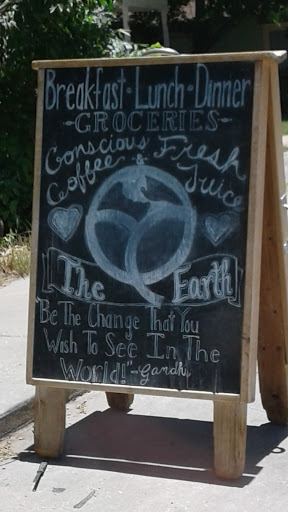 Breakfast • Lunch • Dinner
-GROCERIES-
Conscious & Fresh
Coffee Juice
The Earth
"Be The Change That You
Wish To See In The
World!" -Gandhi